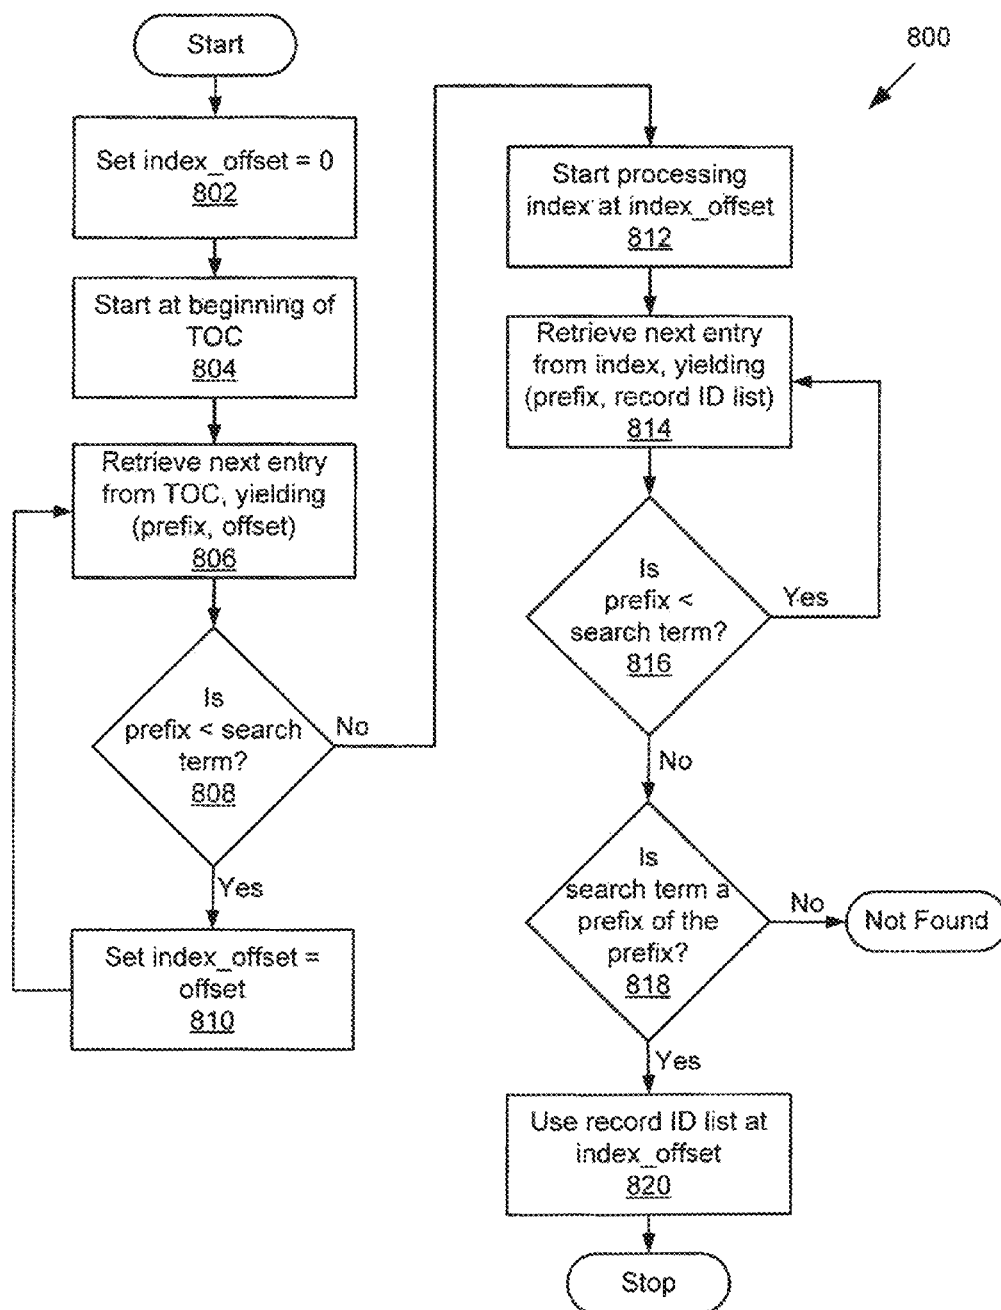 Start
800
Set index_offset = 0
802
Start at beginning of
TOC
804
Retrieve next entry
from TOC, yielding
(prefix, offset)
806
Is
prefix < search
term?
808
No
Yes
Set index_offset =
offset
810
Start processing
index at index_offset
812
Retrieve next entry
from index, yielding
(prefix, record ID list)
814
Is
prefix <
search term?
816
Yes
No
Is
search term a
prefix of the
prefix?
818
No
Not Found
Yes
Use record ID list at
index_offset
820
Stop